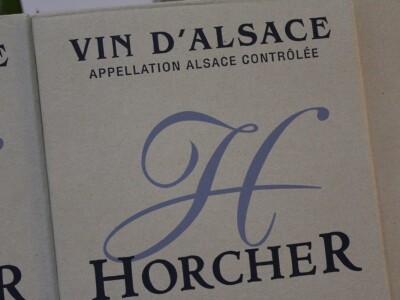 VIN D'ALSACE
APPELLATION ALSACE CONTRÔLÉE
H
HORCHER